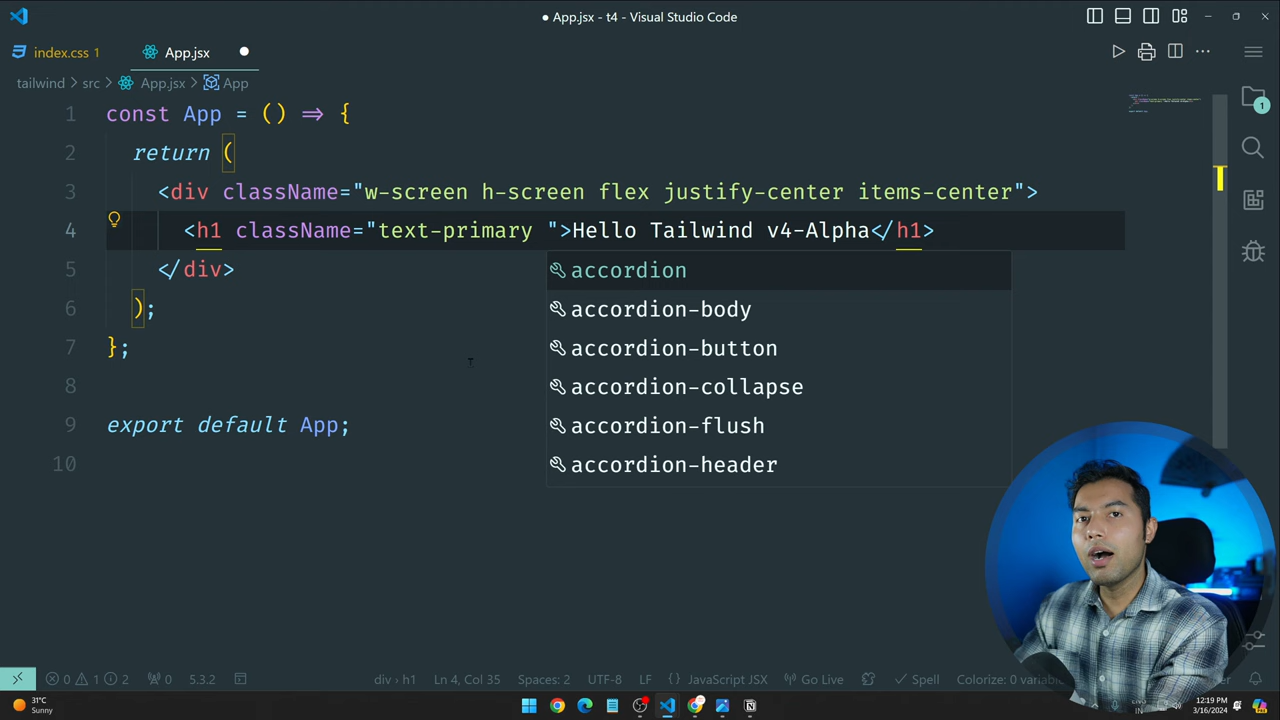 ● App.jsx - t4 - Visual Studio Code
index.css 1
App.jsx ●
tailwind > src > App.jsx > App
1 const App = () => {
2 return (
3 <div className="w-screen h-screen flex justify-center items-center">
4 <h1 className="text-primary ">Hello Tailwind v4-Alpha</h1>
5 </div>
6 );
7 };
8
9 export default App;
10
accordion
accordion-body
accordion-button
accordion-collapse
accordion-flush
accordion-header
1
0 1 2 0 5.3.2 div > h1 Ln 4, Col 35 Spaces: 2 UTF-8 LF {} JavaScript JSX Go Live Spell Colorize: 0 variab
31°C
Sunny
ENG
IN
12:19 PM
3/16/2024